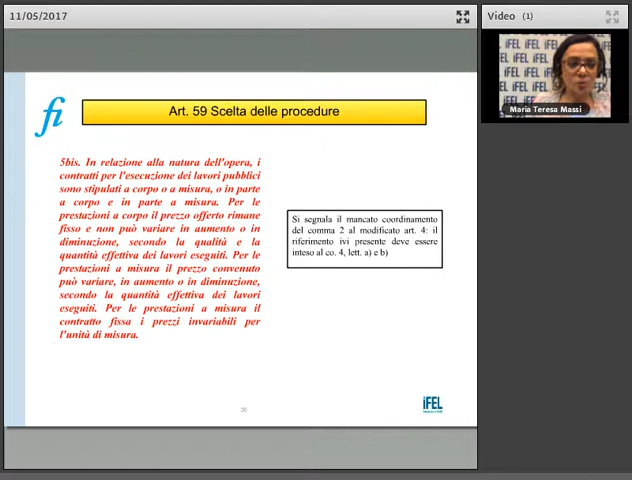 11/05/2017
Video (1)
iFEL
iFEL
Maria Teresa Massi
fi
Art. 59 Scelta delle procedure
5bis. In relazione alla natura dell'opera, i
contratti per l'esecuzione dei lavori pubblici
sono stipulati a corpo o a misura, o in parte
a corpo e in parte a misura. Per le
prestazioni a corpo il prezzo offerto rimane
fisso e non può variare in aumento o in
diminuzione, secondo la qualità e la
quantità effettiva dei lavori eseguiti. Per le
prestazioni a misura il prezzo convenuto
può variare, in aumento o in diminuzione,
secondo la quantità effettiva dei lavori
eseguiti. Per le prestazioni a misura il
contratto fissa i prezzi invariabili per
l'unità di misura.
Si segnala il mancato coordinamento
del comma 2 al modificato art. 4: il
riferimento ivi presente deve essere
inteso al co. 4, lett. a) e b)
30
iFEL